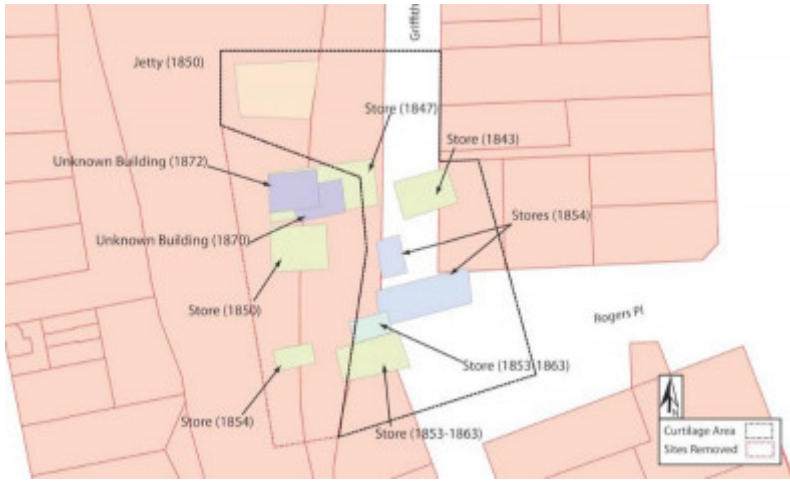 Griffith
Jetty (1850)
Store (1847)
Store (1843)
Unknown Building (1872)
Stores (1854)
Unknown Building (1870)
Store (1850)
Rogers Pl
Store (1853-1863)
Store (1854)
Store (1853-1863)
N
Curtilage Area
Sites Removed